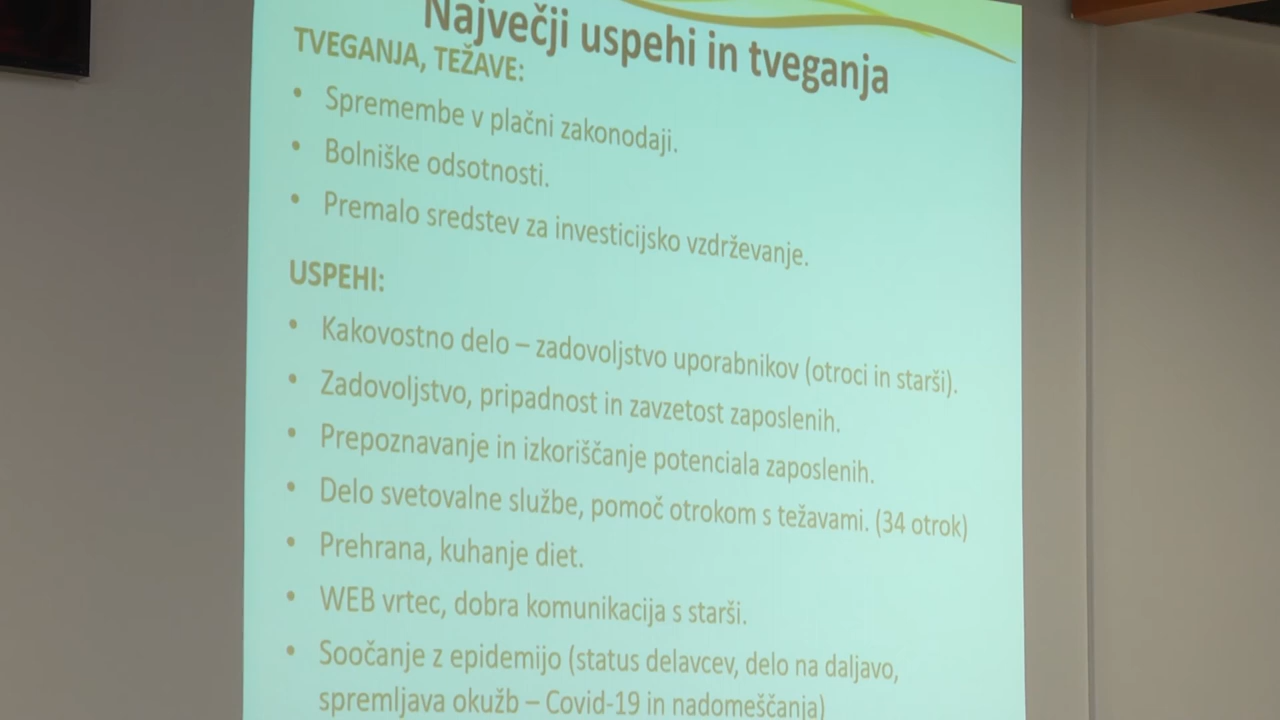 Največji uspehi in tveganja
TVEGANJA, TEŽAVE:
• Spremembe v plačni zakonodaji.
• Bolniške odsotnosti.
• Premalo sredstev za investicijsko vzdrževanje.
USPEHI:
• Kakovostno delo – zadovoljstvo uporabnikov (otroci in starši).
• Zadovoljstvo, pripadnost in zavzetost zaposlenih.
• Prepoznavanje in izkoriščanje potenciala zaposlenih.
• Delo svetovalne službe, pomoč otrokom s težavami. (34 otrok)
• Prehrana, kuhanje diet.
• WEB vrtec, dobra komunikacija s starši.
• Soočanje z epidemijo (status delavcev, delo na daljavo,
spremljava okužb – Covid-19 in nadomeščanja)